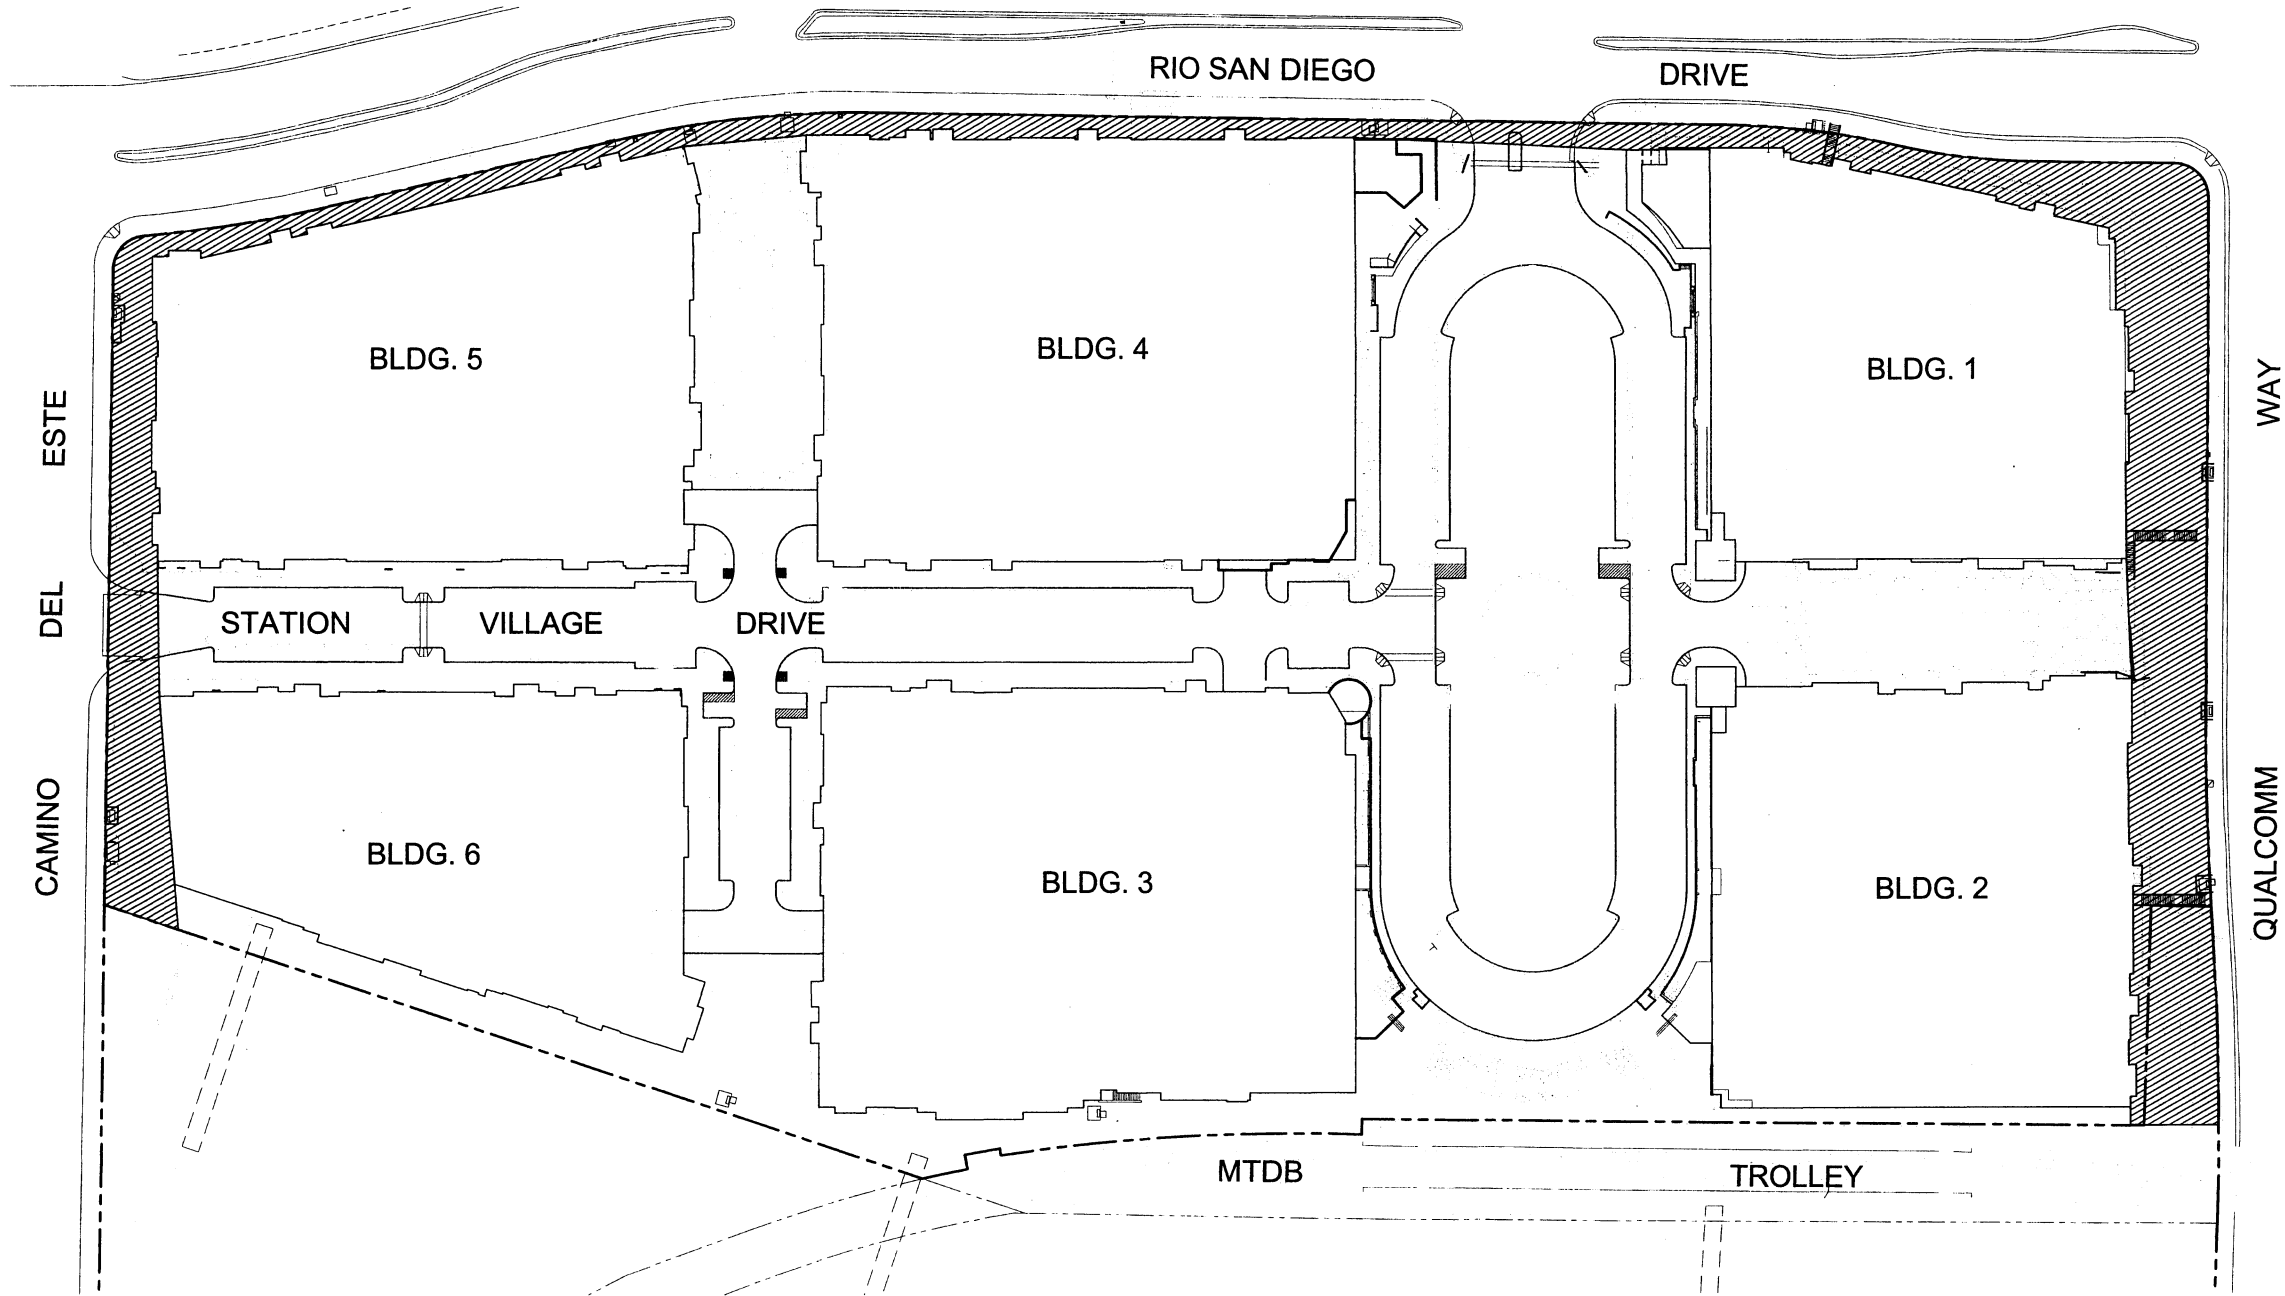 RIO SAN DIEGO DRIVE
BLDG. 5
BLDG. 4
BLDG. 1
CAMINO DEL ESTE
QUALCOMM WAY
STATION VILLAGE DRIVE
BLDG. 6
BLDG. 3
BLDG. 2
MTDB TROLLEY